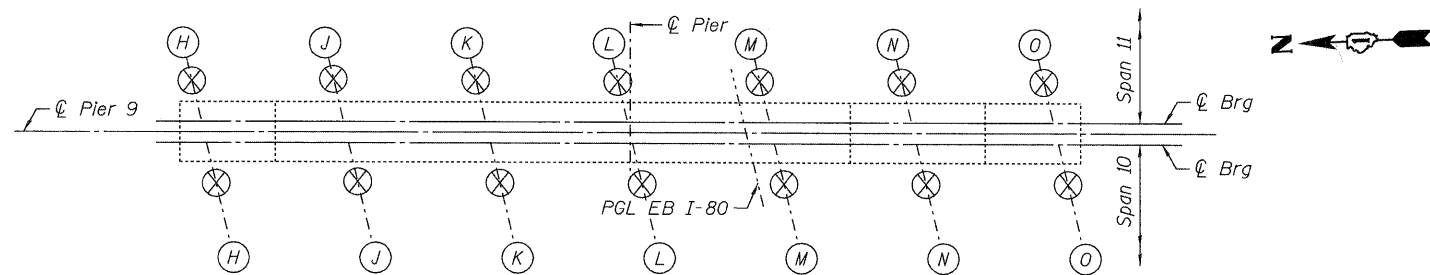 ℄ Pier
H J K L M N O
Span 11
N
℄ Pier 9
℄ Brg
℄ Brg
Span 10
PGL EB I-80
H J K L M N O